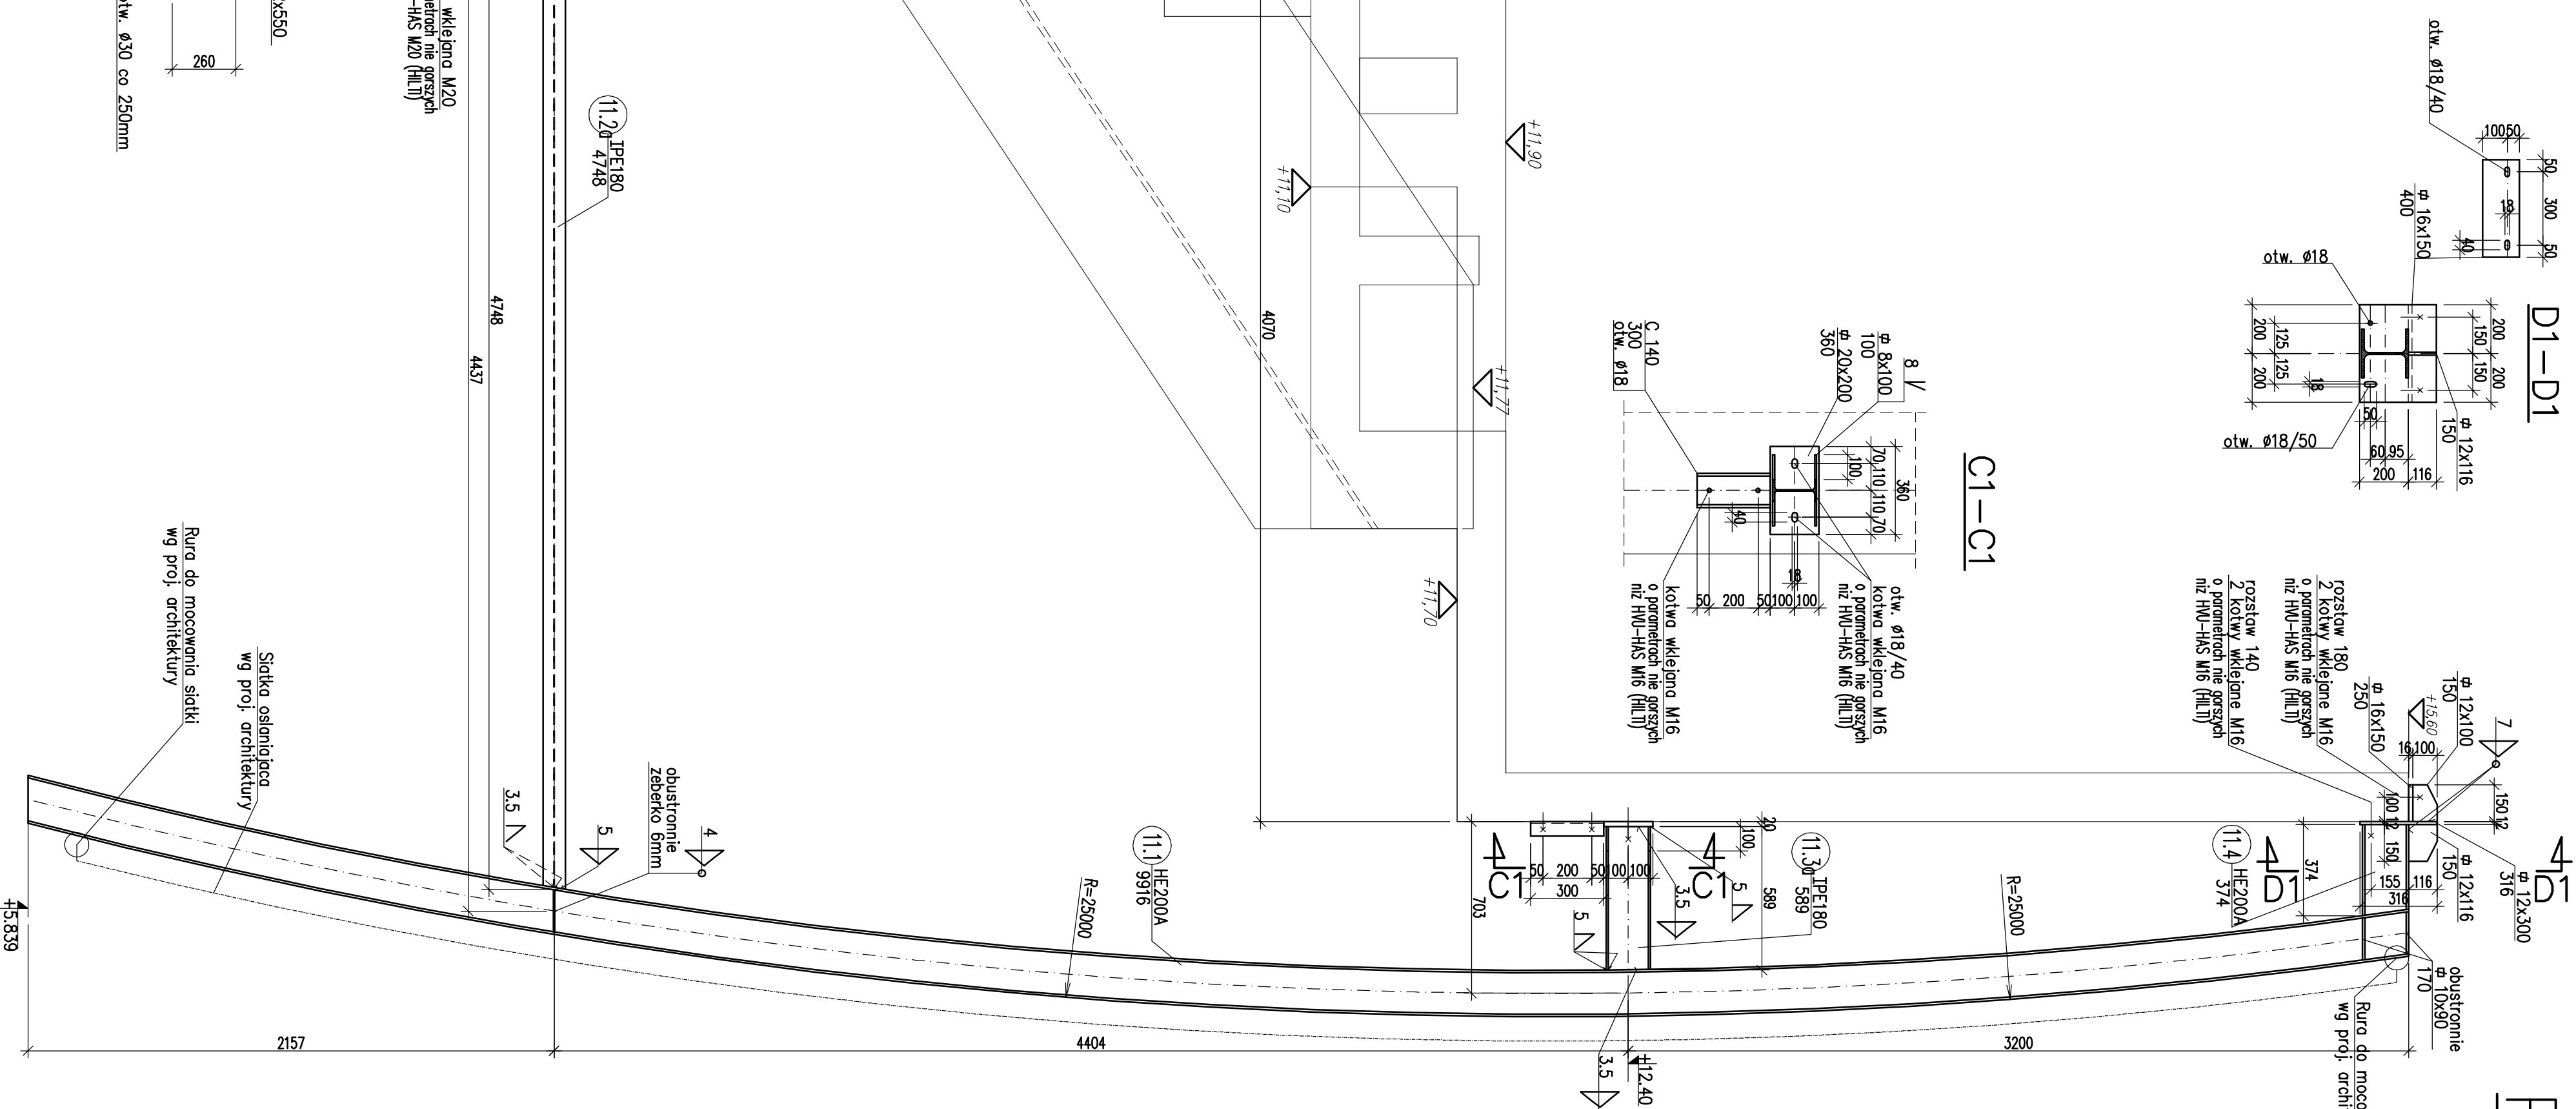 x550
260
otw. ø30 co 250mm
wklejana M20
HAS M20 (HILTI)
11.2a IPE180
4748
4748
4437
4070
+11,90
+11,10
+11,77
+11,70
otw. ø18/40
100
50
50
300
50
18
40
⌑ 16x150
400
D1-D1
otw. ø18
200
200
150
150
125
125
200
200
18
50
otw. ø18/50
60
95
200
116
⌑ 12x116
150
C1-C1
C 140
300
otw. ø18
⌑ 8x100
100
⌑ 20x200
360
8
70
110
110
70
360
100
40
18
50
200
50
100
100
otw. ø18/40
kotwa wklejana M16
o parametrach nie gorszych
niż HVU-HAS M16 (HILTI)
kotwa wklejana M16
o parametrach nie gorszych
niż HVU-HAS M16 (HILTI)
rozstaw 180
2 kotwy wklejane M16
o parametrach nie gorszych
niż HVU-HAS M16 (HILTI)
rozstaw 140
2 kotwy wklejane M16
o parametrach nie gorszych
niż HVU-HAS M16 (HILTI)
⌑ 12x100
150
⌑ 16x150
250
+15,60
7
16
100
150
12
100
12
150
⌑ 12x116
150
⌑ 12x300
316
D1
D1
155
116
316
374
11.4 HE200A
374
R=25000
obustronnie
⌑ 10x90
170
Rura do moco
wg proj. archi
11.3a IPE180
589
20
100
589
C1
C1
50
200
50
100
100
300
3.5
5
5
703
3.5
+12.40
11.1 HE200A
9916
R=25000
obustronnie
żeberko 6mm
4
5
3.5
Rura do mocowania siatki
wg proj. architektury
Siatka oslaniajaca
wg proj. architektury
+5.839
2157
4404
3200